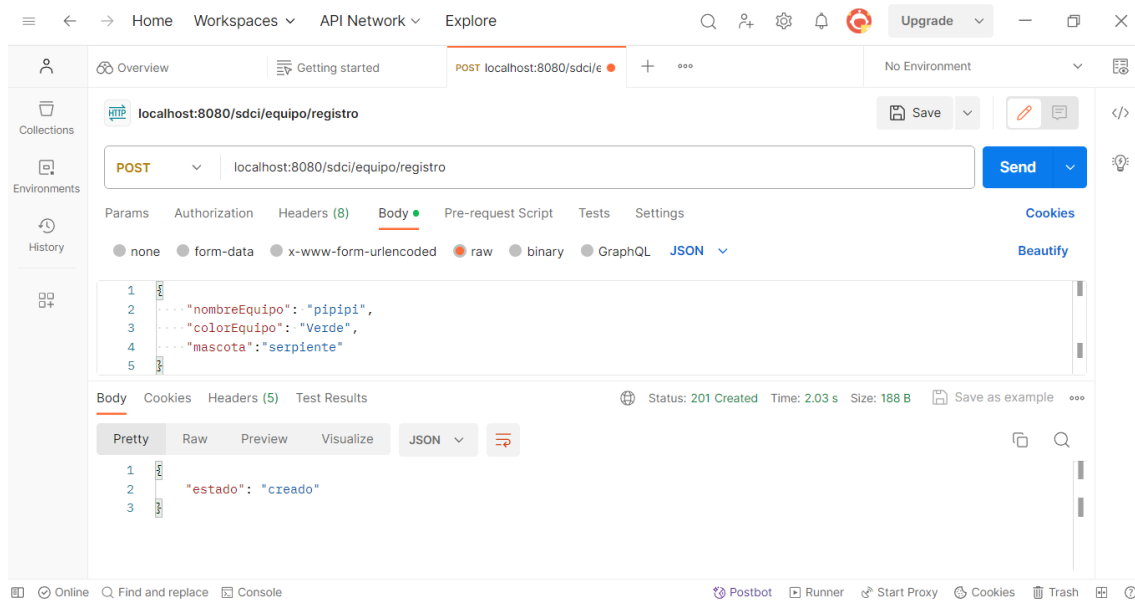 Home Workspaces API Network Explore Upgrade
Overview Getting started POST localhost:8080/sdci/e No Environment
HTTP localhost:8080/sdci/equipo/registro Save
Collections
Environments
History
POST localhost:8080/sdci/equipo/registro Send
Params Authorization Headers (8) Body Pre-request Script Tests Settings Cookies
none form-data x-www-form-urlencoded raw binary GraphQL JSON Beautify
1 {
2 "nombreEquipo": "pipipi",
3 "colorEquipo": "Verde",
4 "mascota":"serpiente"
5 }
Body Cookies Headers (5) Test Results Status: 201 Created Time: 2.03 s Size: 188 B Save as example
Pretty Raw Preview Visualize JSON
1 {
2 "estado": "creado"
3 }
Online Find and replace Console Postbot Runner Start Proxy Cookies Trash